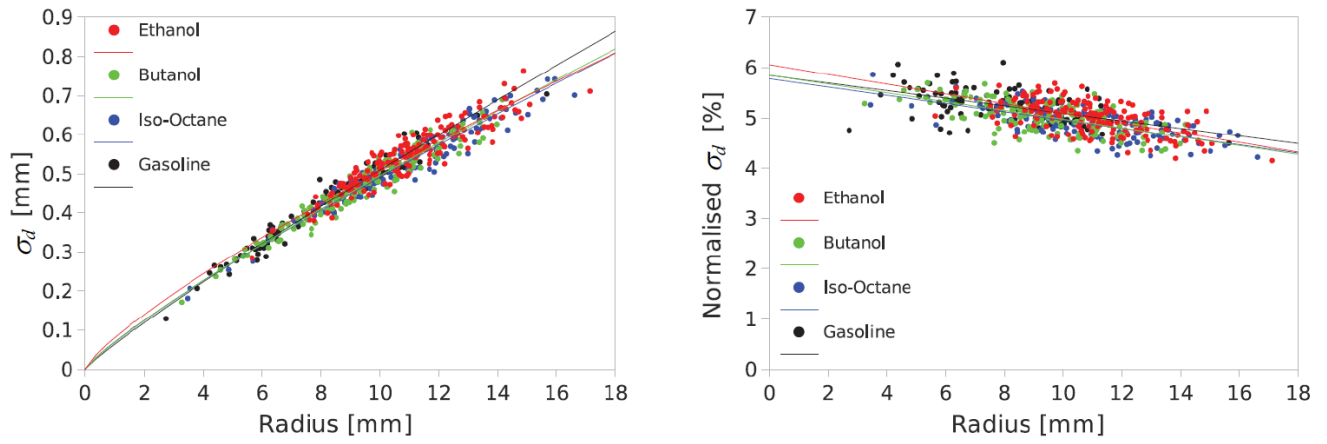 0.9
0.8
0.7
0.6
0.5
0.4
0.3
0.2
0.1
0
σd [mm]
Ethanol
Butanol
Iso-Octane
Gasoline
0 2 4 6 8 10 12 14 16 18
Radius [mm]
7
6
5
4
3
2
1
0
Normalised σd [%]
Ethanol
Butanol
Iso-Octane
Gasoline
0 2 4 6 8 10 12 14 16 18
Radius [mm]